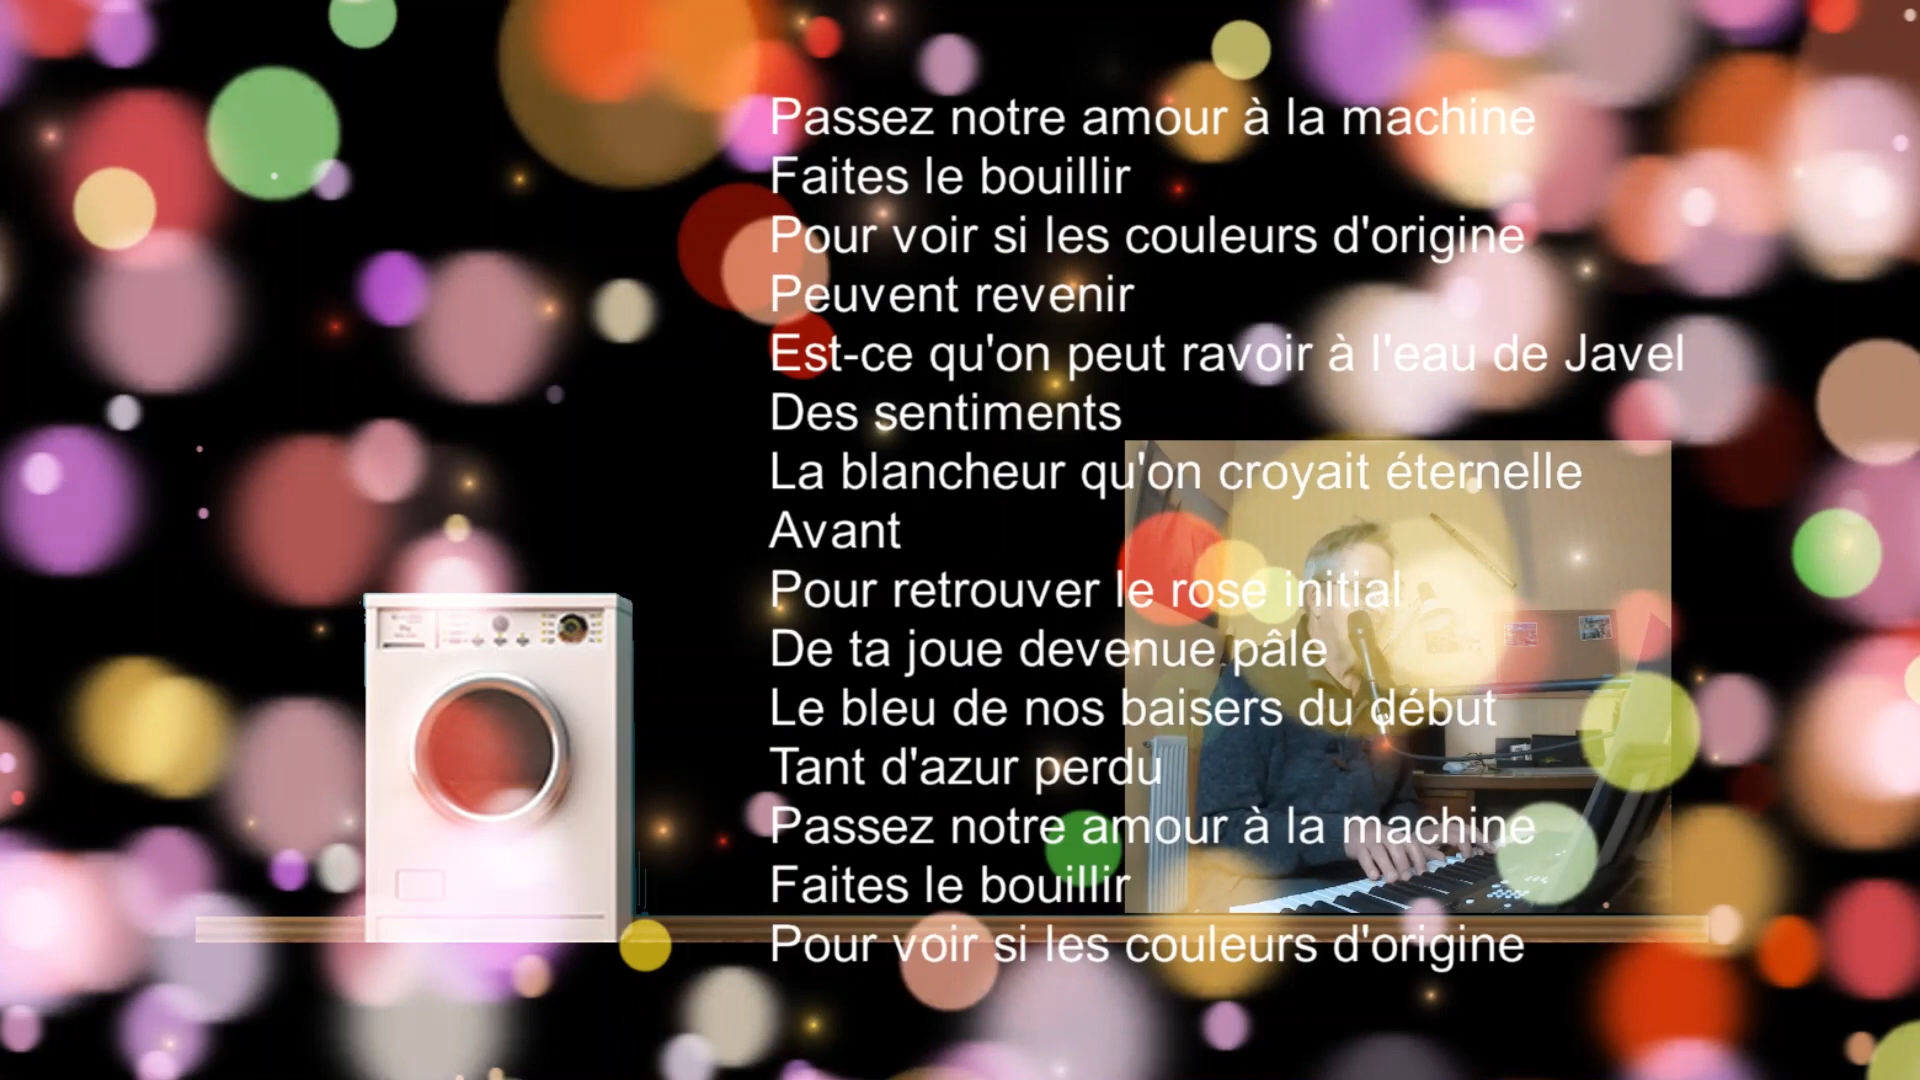 Passez notre amour à la machine
Faites le bouillir
Pour voir si les couleurs d'origine
Peuvent revenir
Est-ce qu'on peut ravoir à l'eau de Javel
Des sentiments
La blancheur qu'on croyait éternelle
Avant
Pour retrouver le rose initial
De ta joue devenue pâle
Le bleu de nos baisers du début
Tant d'azur perdu
Passez notre amour à la machine
Faites le bouillir
Pour voir si les couleurs d'origine